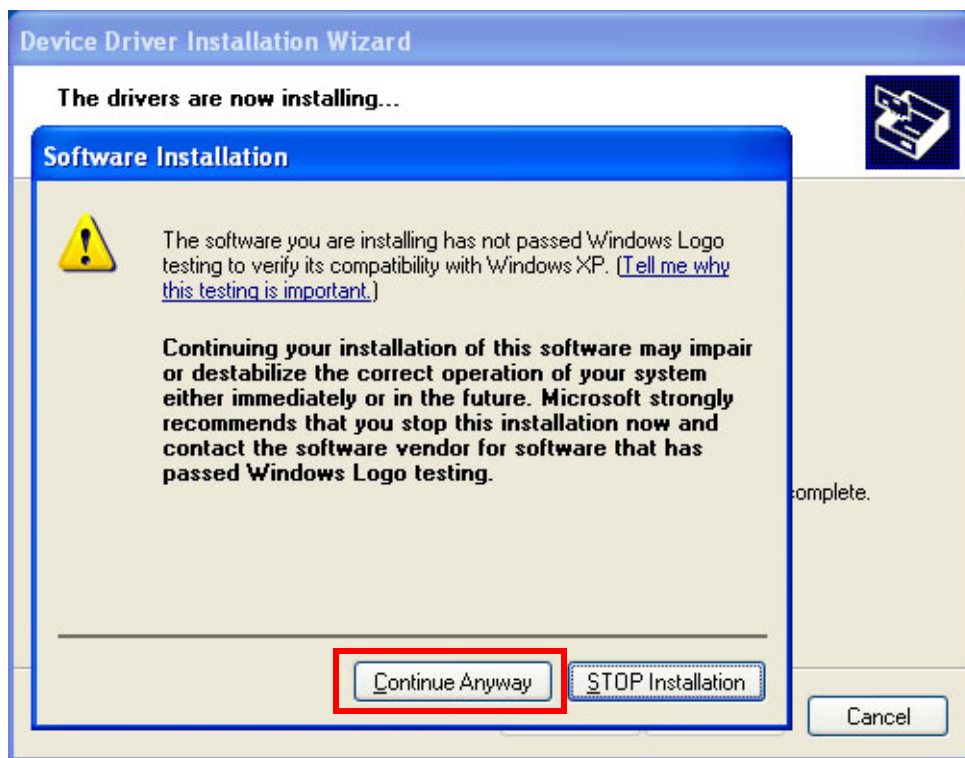 Device Driver Installation Wizard
The drivers are now installing...
Software Installation
The software you are installing has not passed Windows Logo
testing to verify its compatibility with Windows XP. (Tell me why
this testing is important.)
Continuing your installation of this software may impair
or destabilize the correct operation of your system
either immediately or in the future. Microsoft strongly
recommends that you stop this installation now and
contact the software vendor for software that has
passed Windows Logo testing.
complete.
Continue Anyway
STOP Installation
Cancel